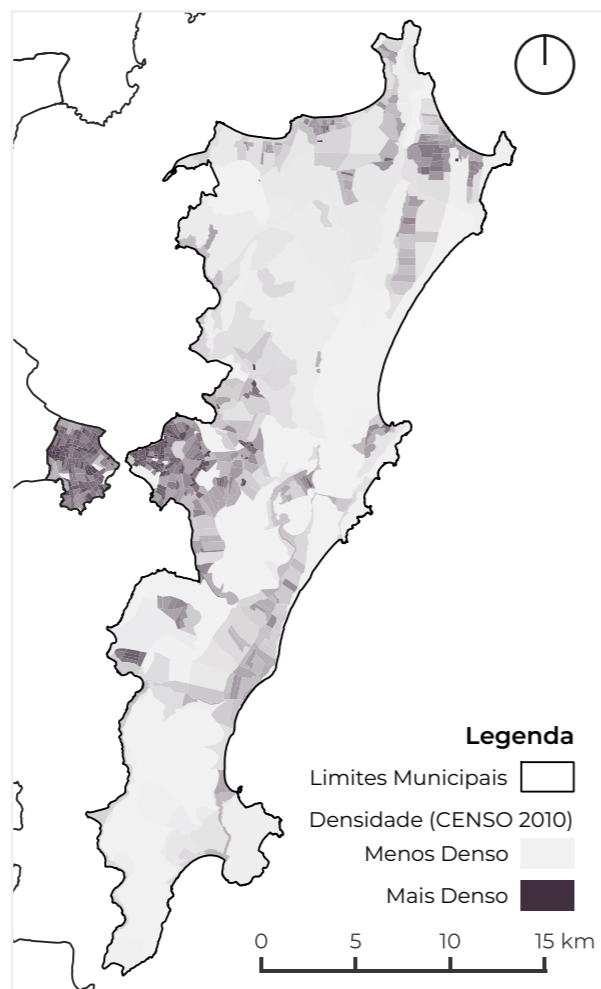 Legenda
Limites Municipais
Densidade (CENSO 2010)
Menos Denso
Mais Denso
0 5 10 15 km